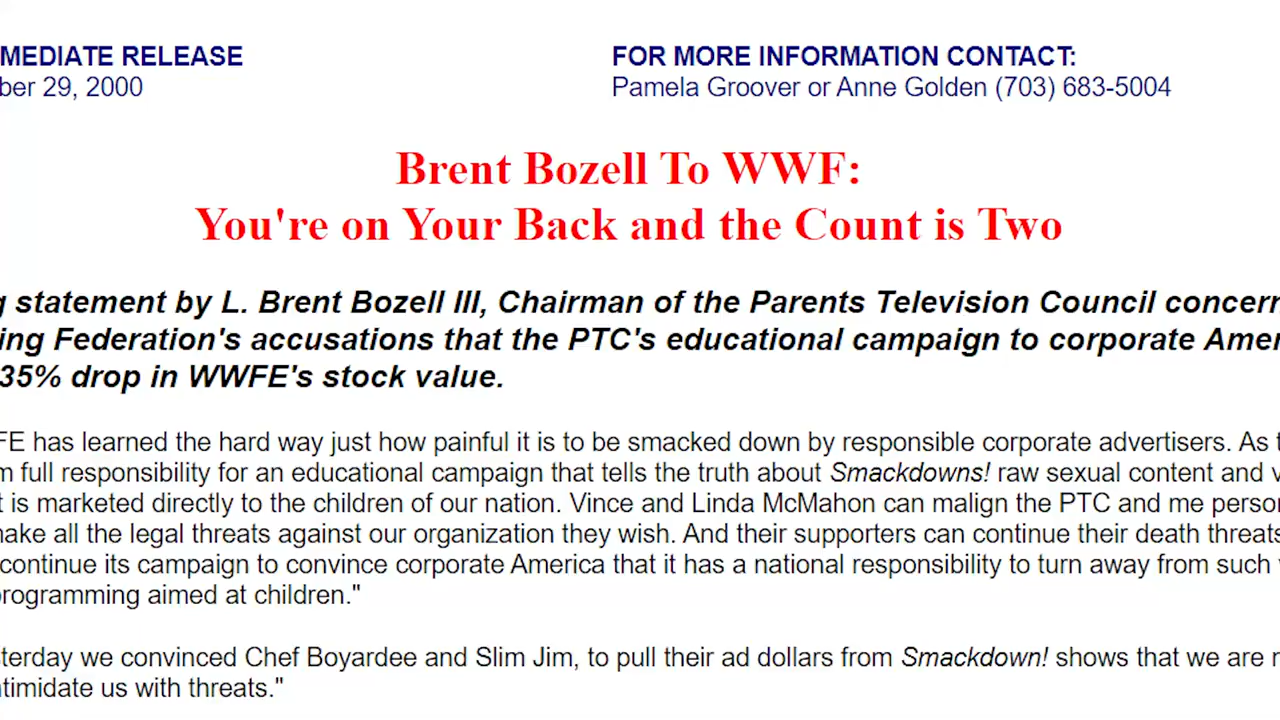 MEDIATE RELEASE
FOR MORE INFORMATION CONTACT:
ber 29, 2000
Pamela Groover or Anne Golden (703) 683-5004
Brent Bozell To WWF:
You're on Your Back and the Count is Two
g statement by L. Brent Bozell III, Chairman of the Parents Television Council concern
ing Federation's accusations that the PTC's educational campaign to corporate Amer
35% drop in WWFE's stock value.
FE has learned the hard way just how painful it is to be smacked down by responsible corporate advertisers. As t
m full responsibility for an educational campaign that tells the truth about Smackdowns! raw sexual content and v
t is marketed directly to the children of our nation. Vince and Linda McMahon can malign the PTC and me person
make all the legal threats against our organization they wish. And their supporters can continue their death threats
continue its campaign to convince corporate America that it has a national responsibility to turn away from such v
programming aimed at children."
sterday we convinced Chef Boyardee and Slim Jim, to pull their ad dollars from Smackdown! shows that we are n
ntimidate us with threats."